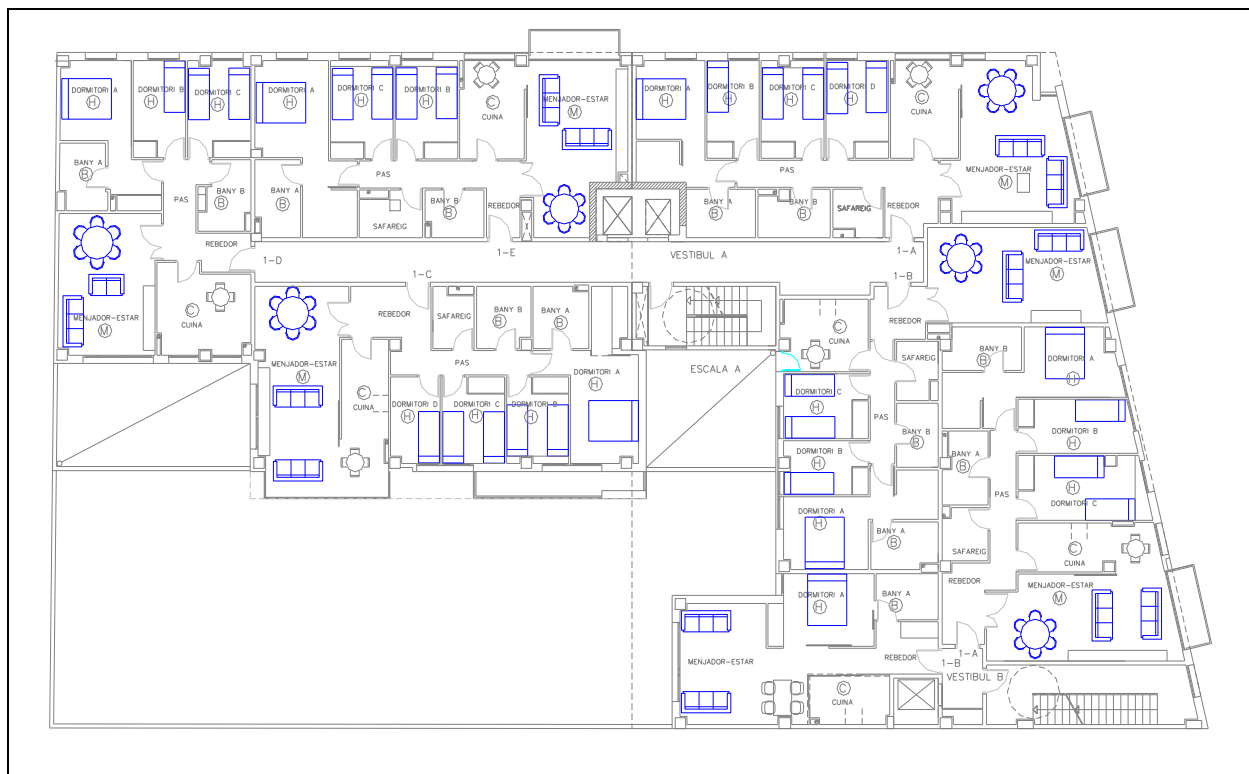 DORMITORI A
H
DORMITORI B
H
DORMITORI C
H
DORMITORI A
H
DORMITORI C
H
DORMITORI B
H
C
CUINA
MENJADOR-ESTAR
M
DORMITORI A
H
DORMITORI B
H
DORMITORI C
H
DORMITORI D
H
C
CUINA
MENJADOR-ESTAR
M
BANY A
B
PAS
BANY B
B
BANY A
B
PAS
SAFAREIG
BANY B
B
REBEDOR
PAS
BANY A
B
BANY B
B
SAFAREIG
REBEDOR
REBEDOR
1-D
1-C
1-E
VESTIBUL A
1-A
1-B
MENJADOR-ESTAR
M
C
CUINA
MENJADOR-ESTAR
M
REBEDOR
SAFAREIG
BANY B
B
BANY A
B
MENJADOR-ESTAR
M
C
CUINA
PAS
DORMITORI D
H
DORMITORI C
H
DORMITORI B
H
DORMITORI A
H
ESCALA A
C
CUINA
REBEDOR
SAFAREIG
DORMITORI C
H
PAS
BANY B
B
DORMITORI B
H
DORMITORI A
H
BANY A
B
BANY B
B
DORMITORI A
H
DORMITORI B
H
BANY A
B
H
DORMITORI C
PAS
SAFAREIG
C
CUINA
REBEDOR
MENJADOR-ESTAR
M
DORMITORI A
H
BANY A
B
MENJADOR-ESTAR
REBEDOR
1-A
1-B
VESTIBUL B
C
CUINA